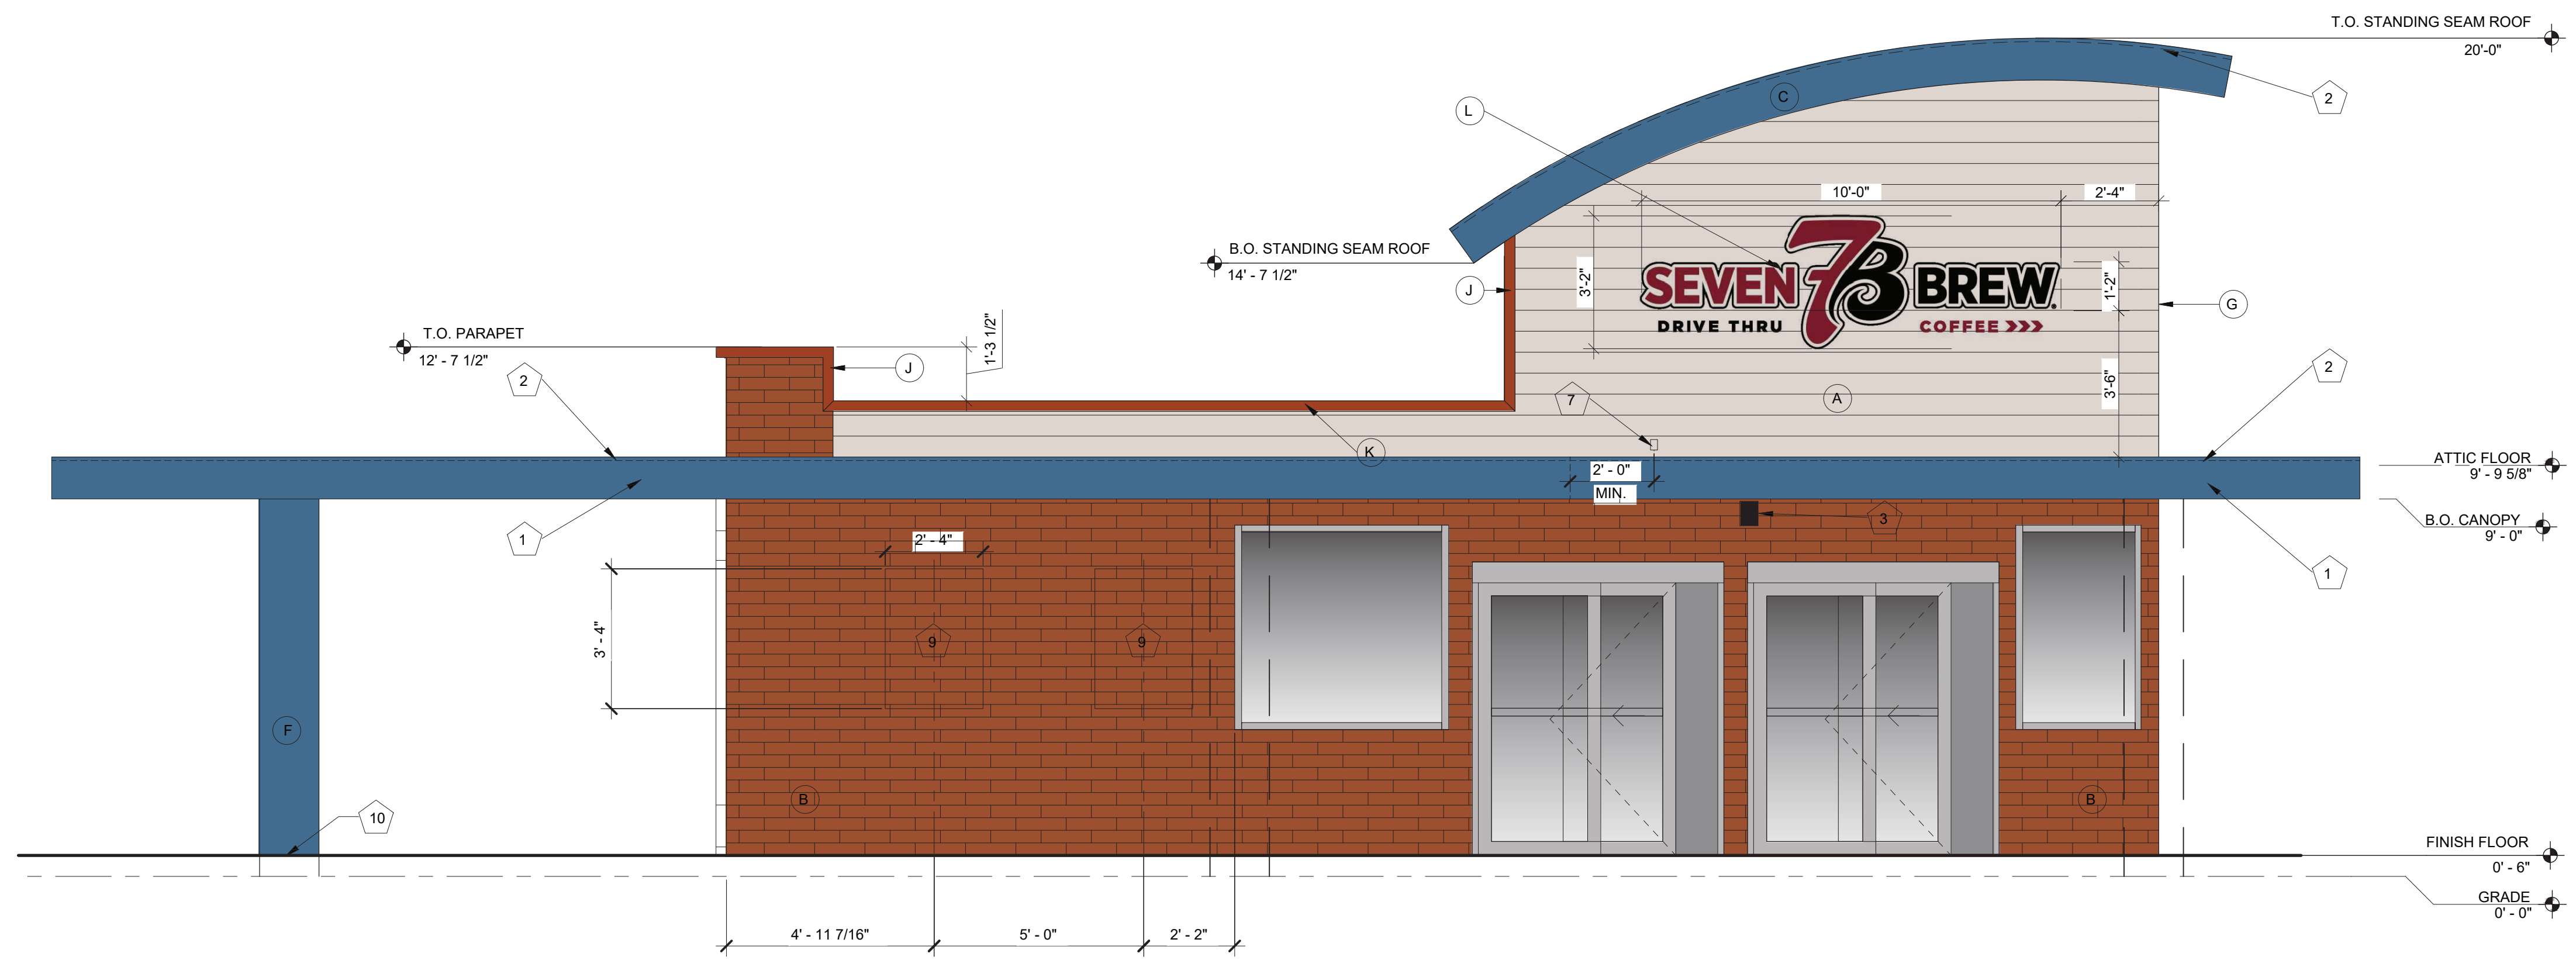 T.O. STANDING SEAM ROOF
20'-0"
C
2
L
10'-0"
2'-4"
B.O. STANDING SEAM ROOF
14' - 7 1/2"
3'-2"
7B
SEVEN BREW
DRIVE THRU COFFEE
1'-2"
J
G
T.O. PARAPET
12' - 7 1/2"
1'-3 1/2"
J
2
2
7
A
3'-6"
K
ATTIC FLOOR
9' - 9 5/8"
2' - 0"
MIN.
3
B.O. CANOPY
9' - 0"
1
2' - 4"
1
3' - 4"
9
9
F
B
B
10
FINISH FLOOR
0' - 6"
GRADE
0' - 0"
4' - 11 7/16"
5' - 0"
2' - 2"